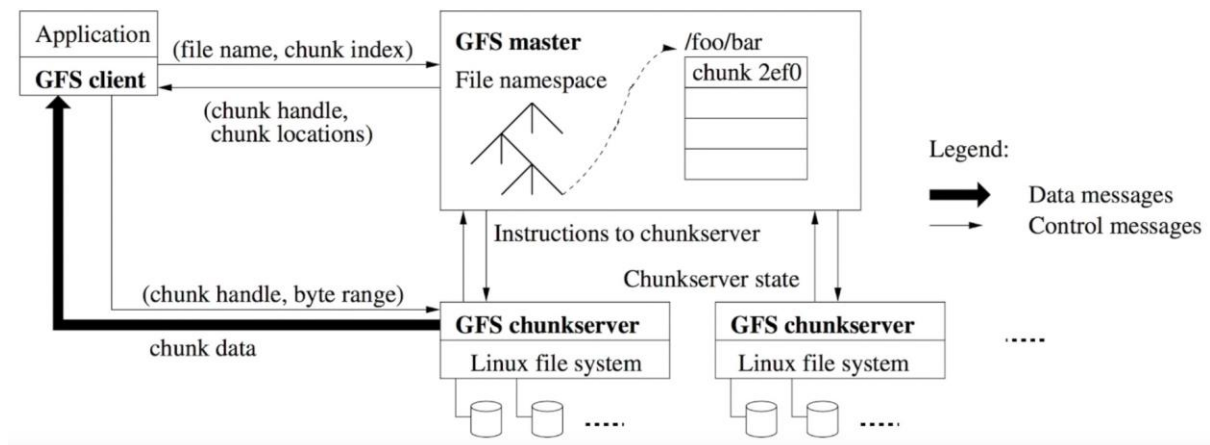 Application
GFS client
(file name, chunk index)
(chunk handle,
chunk locations)
GFS master
File namespace
/foo/bar
chunk 2ef0
Legend:
Data messages
Control messages
Instructions to chunkserver
Chunkserver state
(chunk handle, byte range)
chunk data
GFS chunkserver
Linux file system
GFS chunkserver
Linux file system